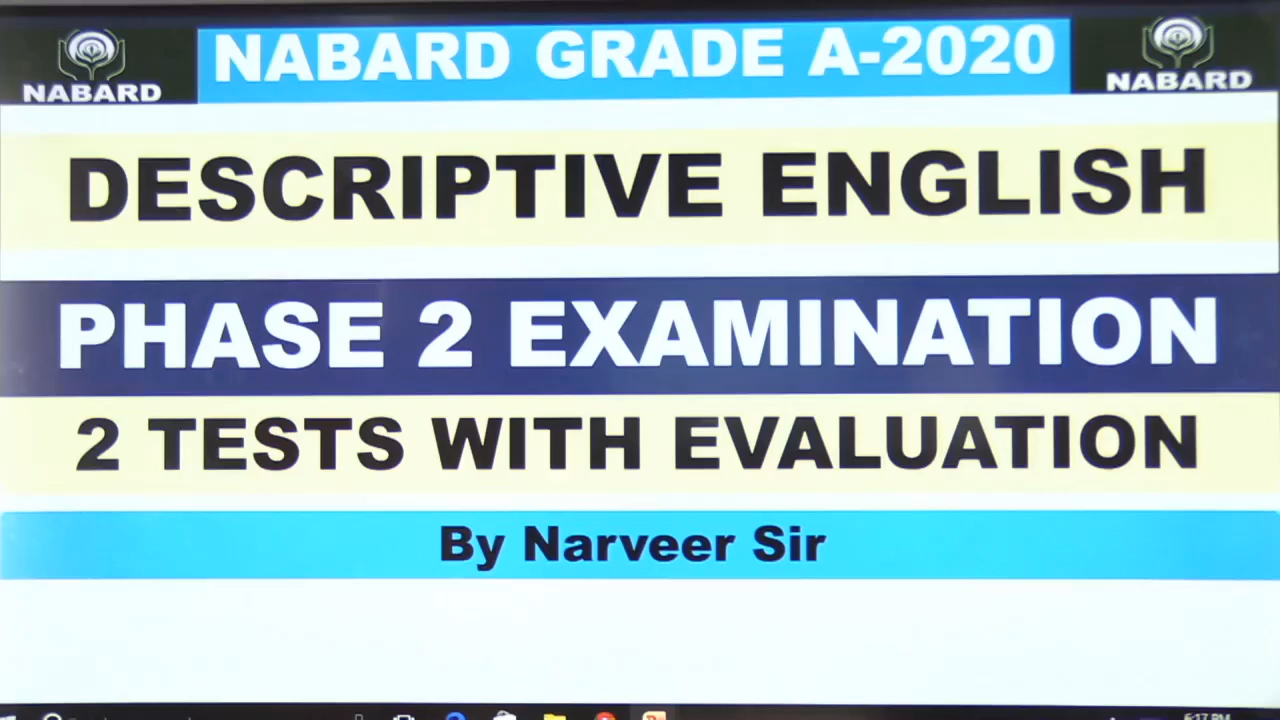 NABARD GRADE A-2020
NABARD
NABARD
DESCRIPTIVE ENGLISH
PHASE 2 EXAMINATION
2 TESTS WITH EVALUATION
By Narveer Sir